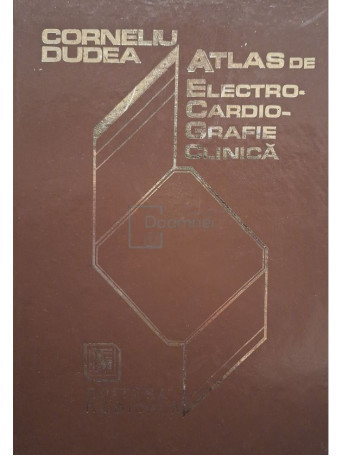 CORNELIU
DUDEA
ATLAS DE
ELECTRO-
CARDIO-
GRAFIE
CLINICĂ